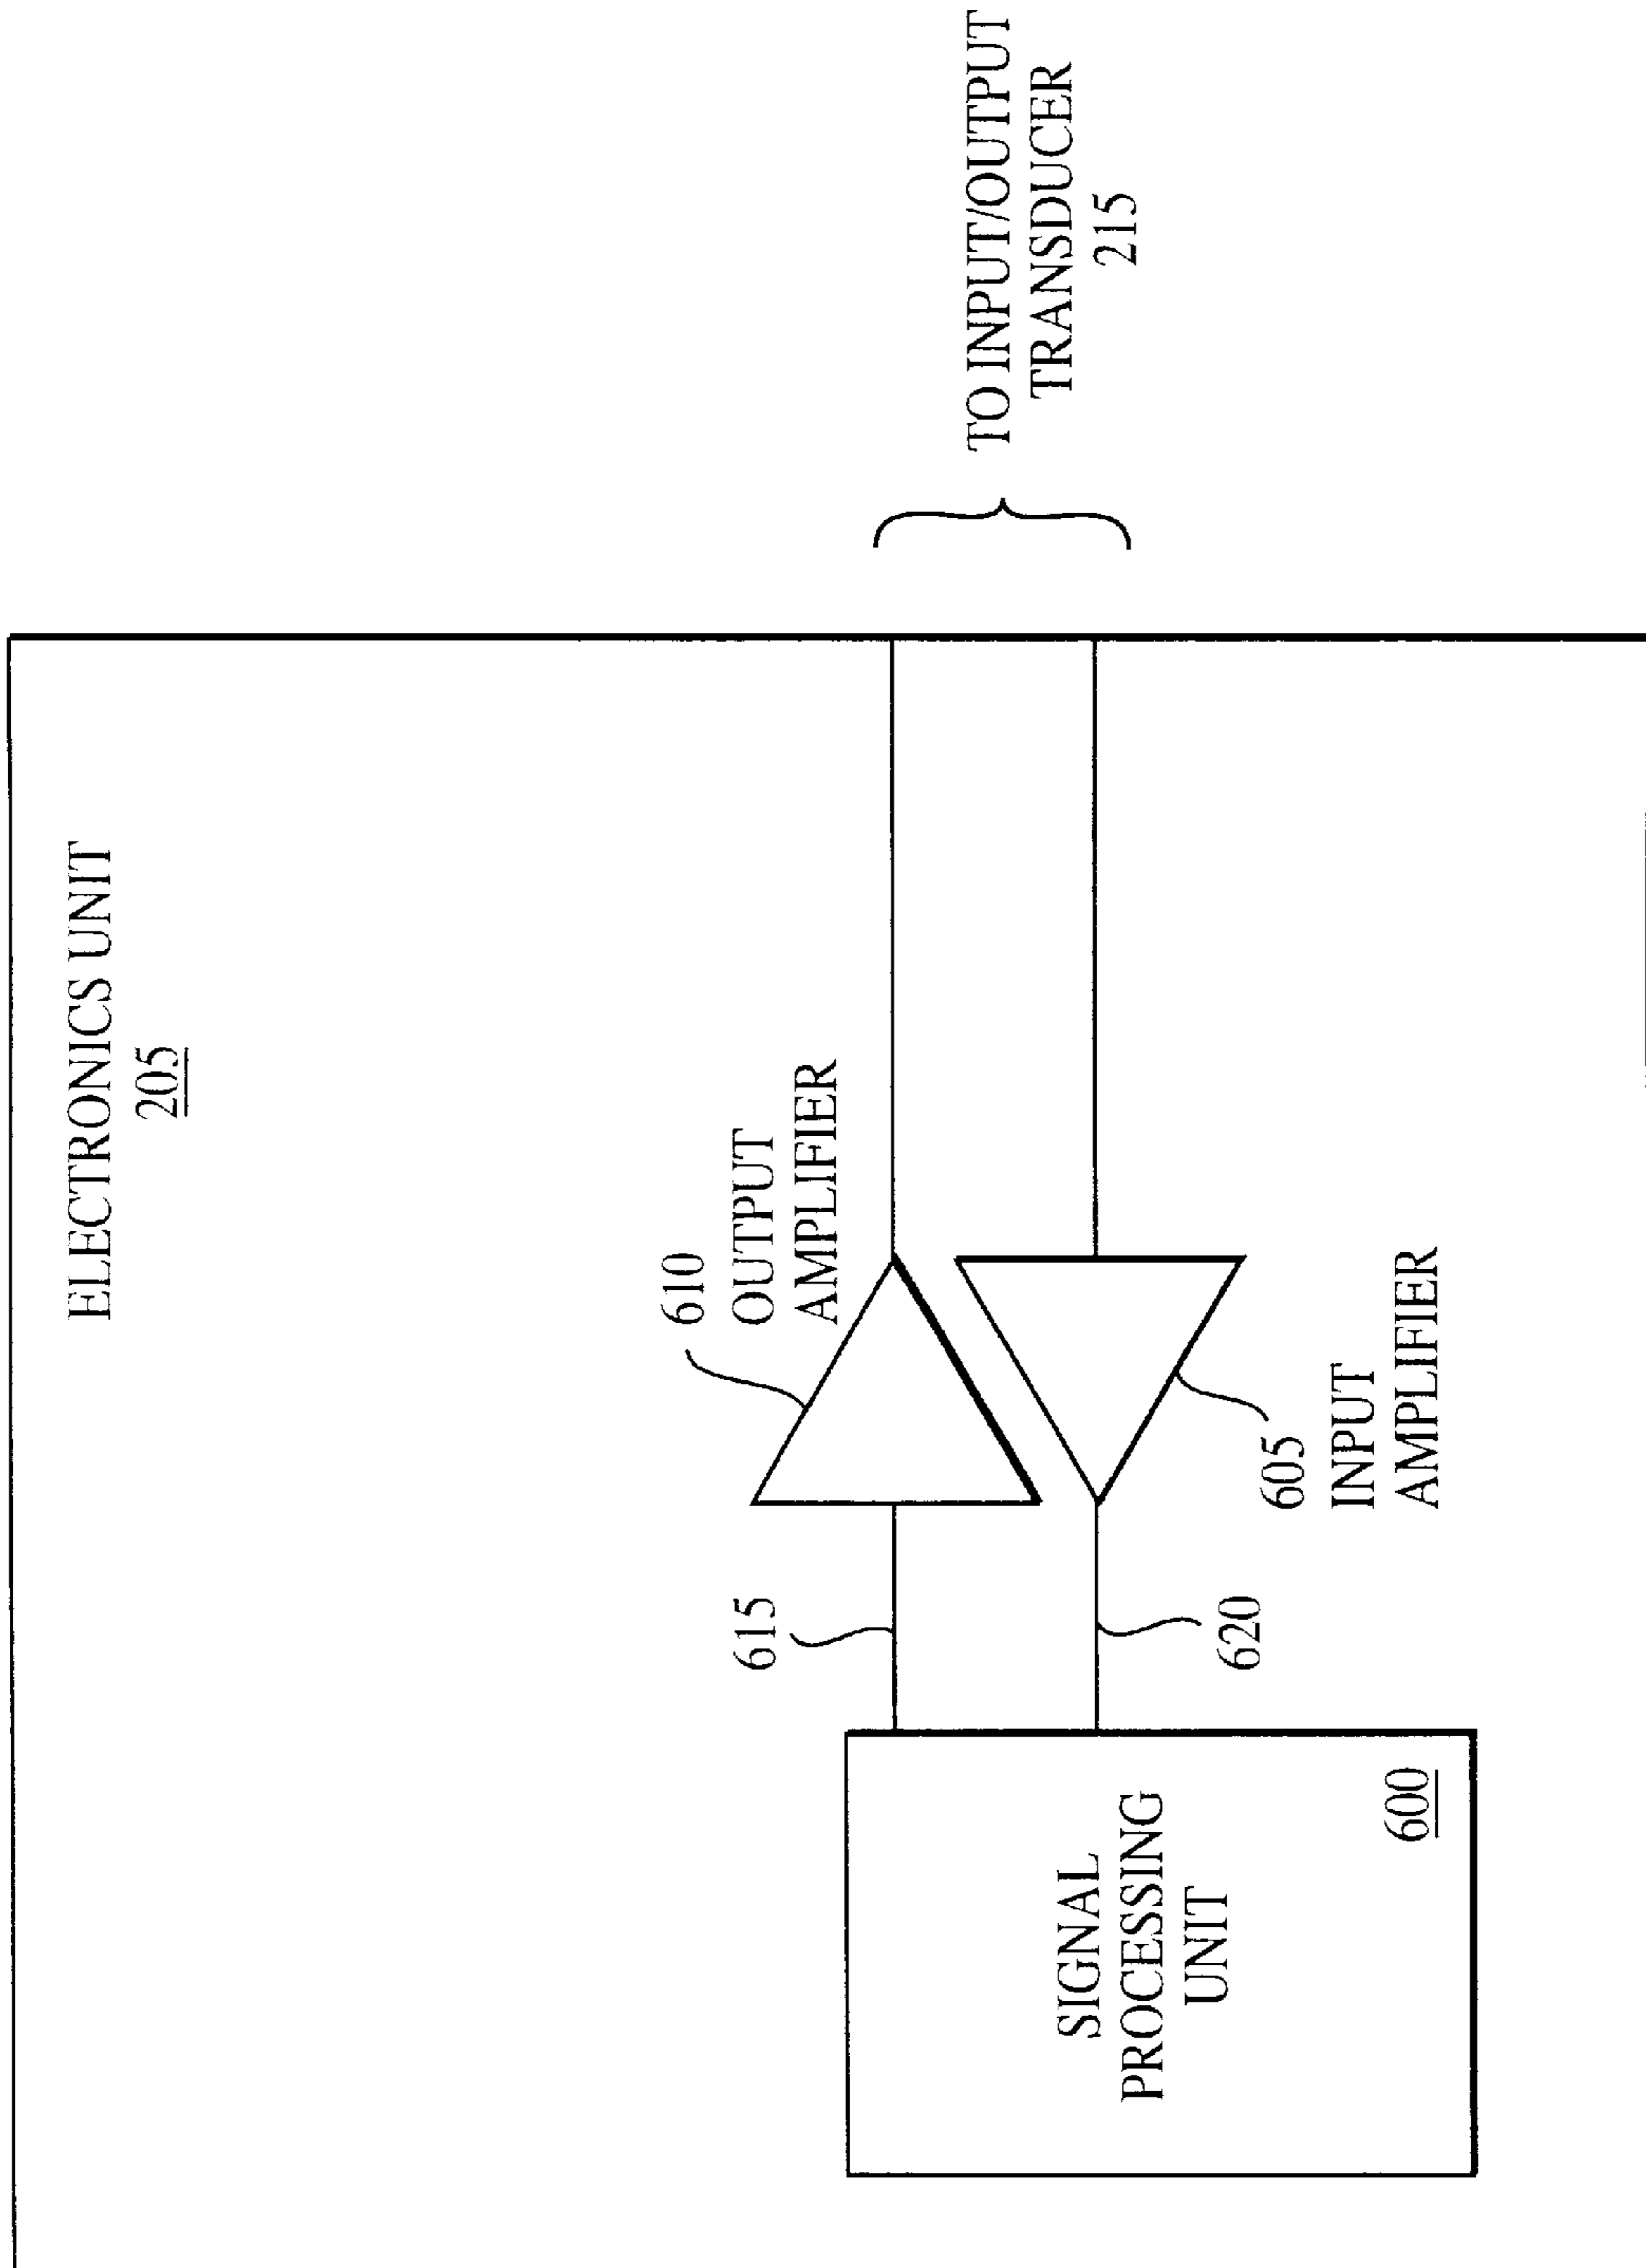 ELECTRONICS UNIT
205
610
OUTPUT
AMPLIFIER
TO INPUT/OUTPUT
TRANSDUCER
215
615
SIGNAL
PROCESSING
UNIT
600
620
605
INPUT
AMPLIFIER